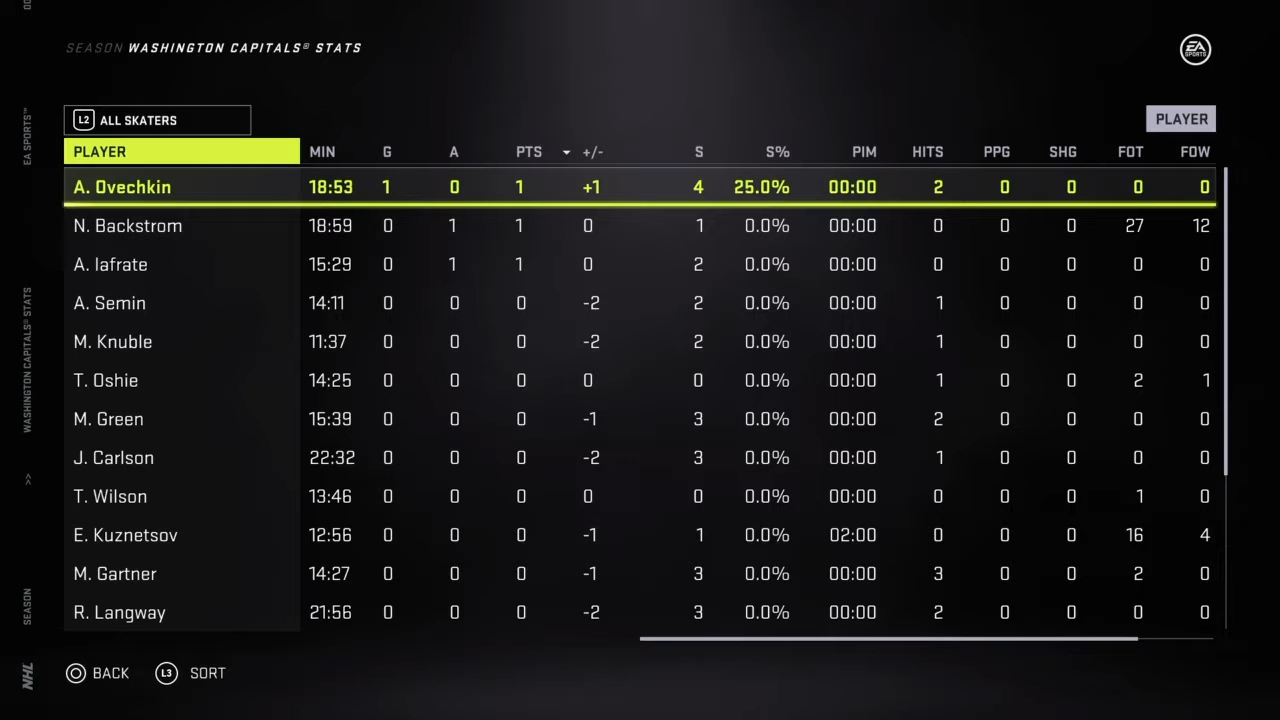 SEASON WASHINGTON CAPITALS® STATS
EA SPORTS
L2 ALL SKATERS
PLAYER
PLAYER MIN G A PTS +/- S S% PIM HITS PPG SHG FOT FOW
A. Ovechkin 18:53 1 0 1 +1 4 25.0% 00:00 2 0 0 0 0
N. Backstrom 18:59 0 1 1 0 1 0.0% 00:00 0 0 0 27 12
A. Iafrate 15:29 0 1 1 0 2 0.0% 00:00 0 0 0 0 0
A. Semin 14:11 0 0 0 -2 2 0.0% 00:00 1 0 0 0 0
M. Knuble 11:37 0 0 0 -2 2 0.0% 00:00 1 0 0 0 0
T. Oshie 14:25 0 0 0 0 0 0.0% 00:00 1 0 0 2 1
M. Green 15:39 0 0 0 -1 3 0.0% 00:00 2 0 0 0 0
J. Carlson 22:32 0 0 0 -2 3 0.0% 00:00 1 0 0 0 0
T. Wilson 13:46 0 0 0 0 0 0.0% 00:00 0 0 0 1 0
E. Kuznetsov 12:56 0 0 0 -1 1 0.0% 02:00 0 0 0 16 4
M. Gartner 14:27 0 0 0 -1 3 0.0% 00:00 3 0 0 2 0
R. Langway 21:56 0 0 0 -2 3 0.0% 00:00 2 0 0 0 0
BACK L3 SORT
NHL SEASON >> WASHINGTON CAPITALS® STATS EA SPORTS™